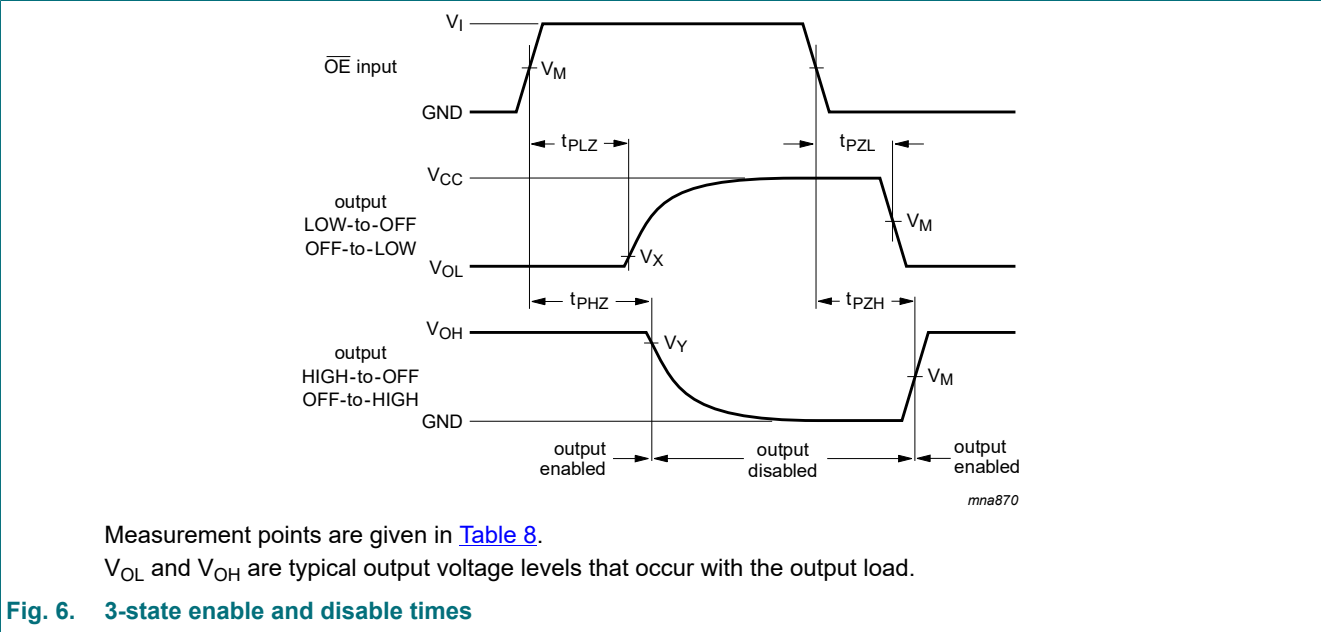 VI
OE input
VM
GND
tPLZ
tPZL
VCC
output
LOW-to-OFF
OFF-to-LOW
VM
VX
VOL
tPHZ
tPZH
VOH
output
HIGH-to-OFF
OFF-to-HIGH
VY
VM
GND
output
enabled
output
disabled
output
enabled
mna870
Measurement points are given in Table 8.
VOL and VOH are typical output voltage levels that occur with the output load.
Fig. 6. 3-state enable and disable times